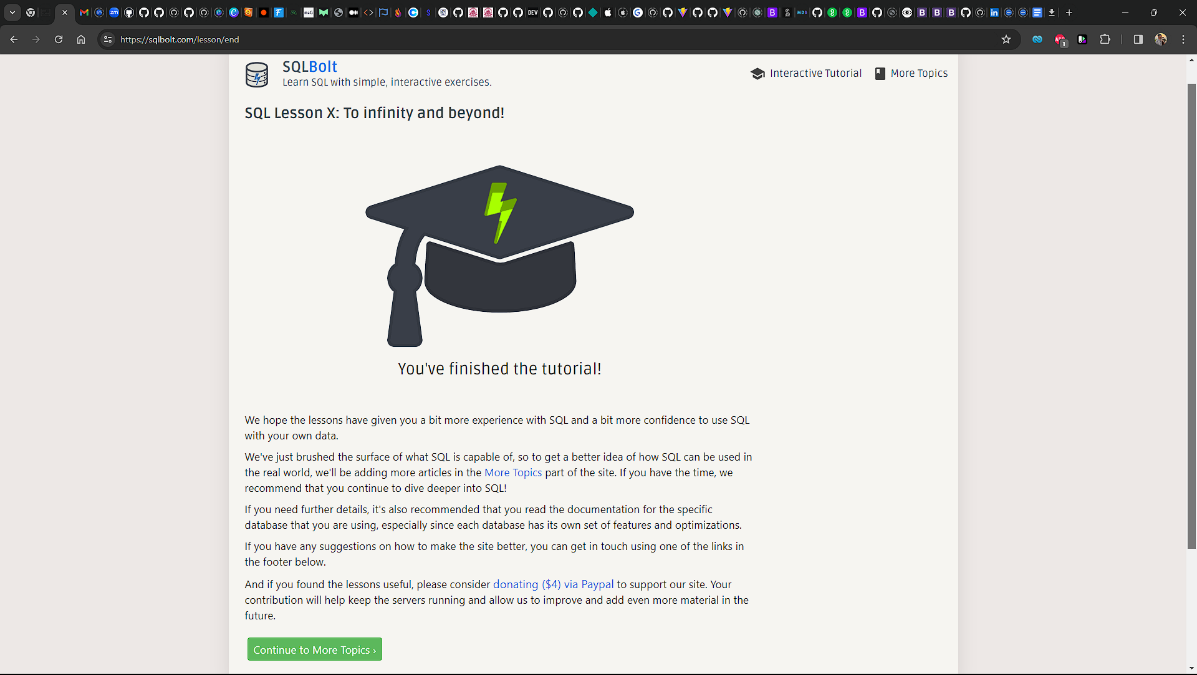 https://sqlbolt.com/lesson/end
SQLBolt
Learn SQL with simple, interactive exercises.
Interactive Tutorial
More Topics
SQL Lesson X: To infinity and beyond!
You've finished the tutorial!
We hope the lessons have given you a bit more experience with SQL and a bit more confidence to use SQL
with your own data.
We've just brushed the surface of what SQL is capable of, so to get a better idea of how SQL can be used in
the real world, we'll be adding more articles in the More Topics part of the site. If you have the time, we
recommend that you continue to dive deeper into SQL!
If you need further details, it's also recommended that you read the documentation for the specific
database that you are using, especially since each database has its own set of features and optimizations.
If you have any suggestions on how to make the site better, you can get in touch using one of the links in
the footer below.
And if you found the lessons useful, please consider donating ($4) via Paypal to support our site. Your
contribution will help keep the servers running and allow us to improve and add even more material in the
future.
Continue to More Topics ›